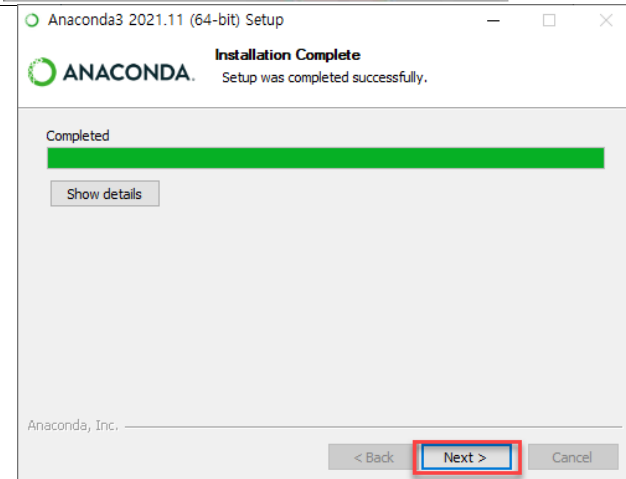 Anaconda3 2021.11 (64-bit) Setup
ANACONDA.
Installation Complete
Setup was completed successfully.
Completed
Show details
Anaconda, Inc.
< Back
Next >
Cancel